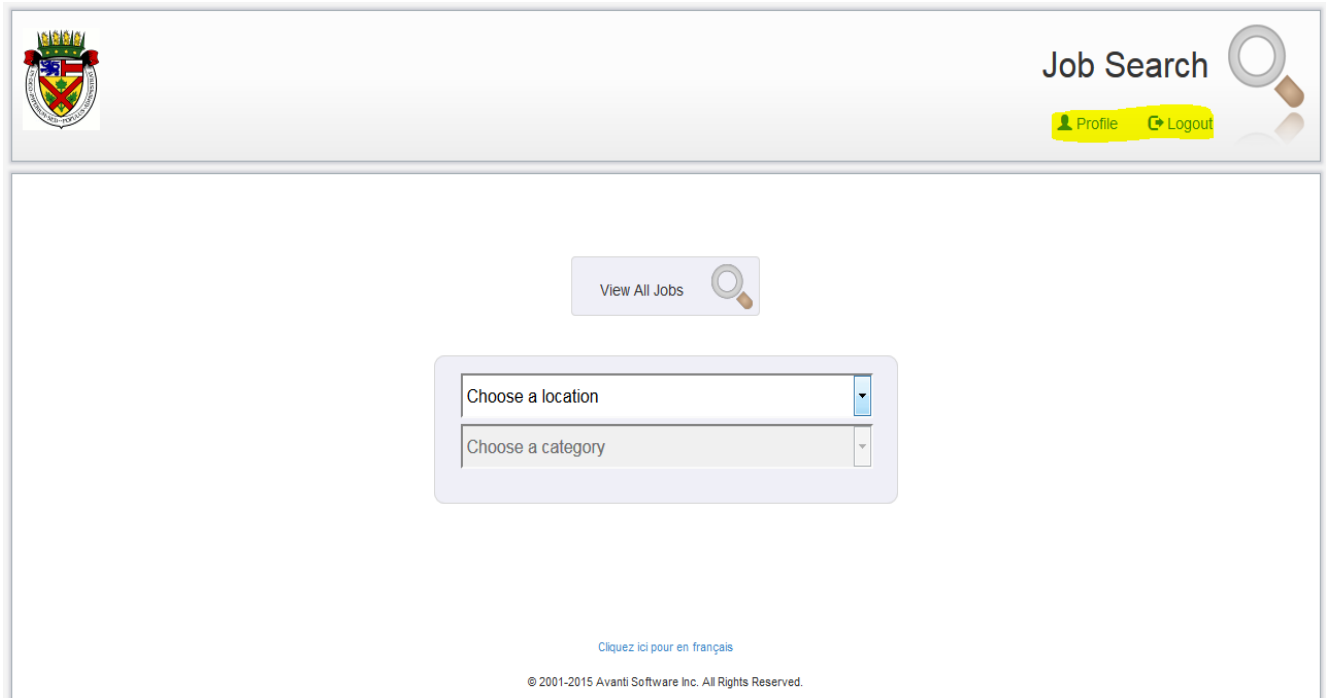 Job Search
Profile Logout
View All Jobs
Choose a location
Choose a category
Cliquez ici pour en français
© 2001-2015 Avanti Software Inc. All Rights Reserved.